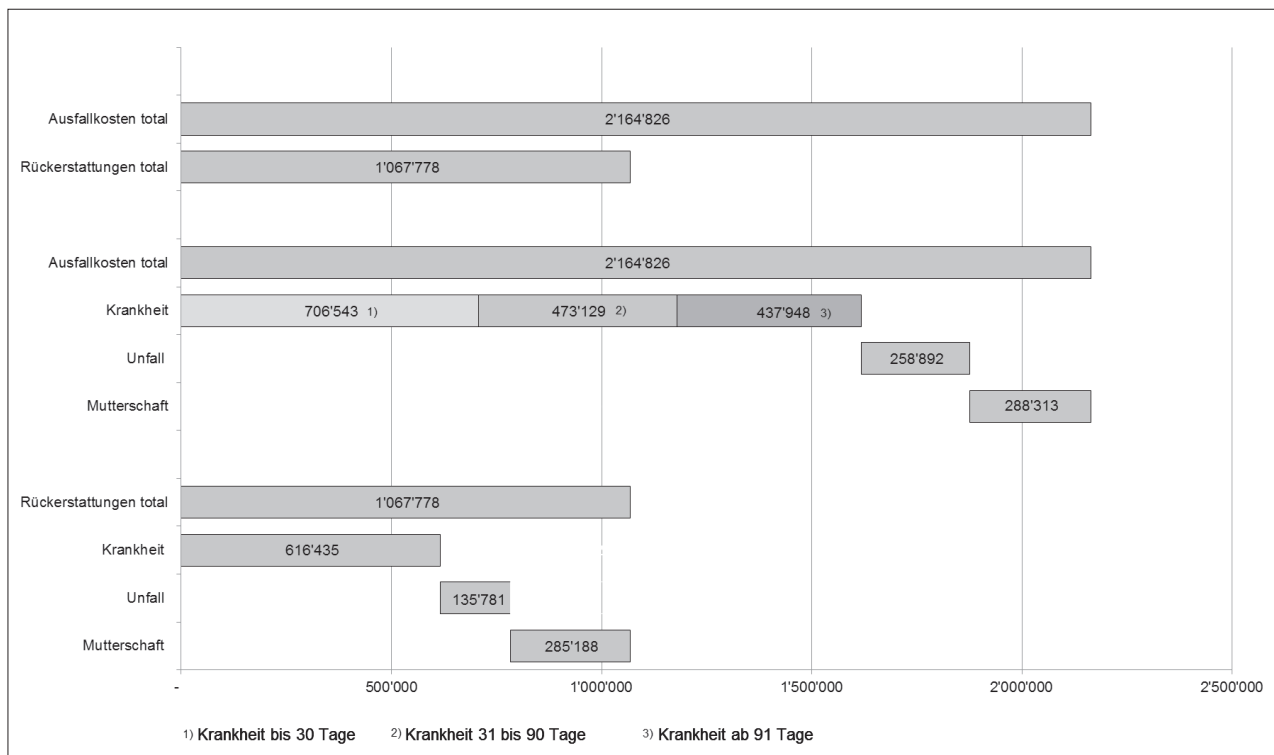 Ausfallkosten total 2'164'826
Rückerstattungen total 1'067'778
Ausfallkosten total 2'164'826
Krankheit 706'543 1) 473'129 2) 437'948 3)
Unfall 258'892
Mutterschaft 288'313
Rückerstattungen total 1'067'778
Krankheit 616'435
Unfall 135'781
Mutterschaft 285'188
- 500'000 1'000'000 1'500'000 2'000'000 2'500'000
1) Krankheit bis 30 Tage 2) Krankheit 31 bis 90 Tage 3) Krankheit ab 91 Tage